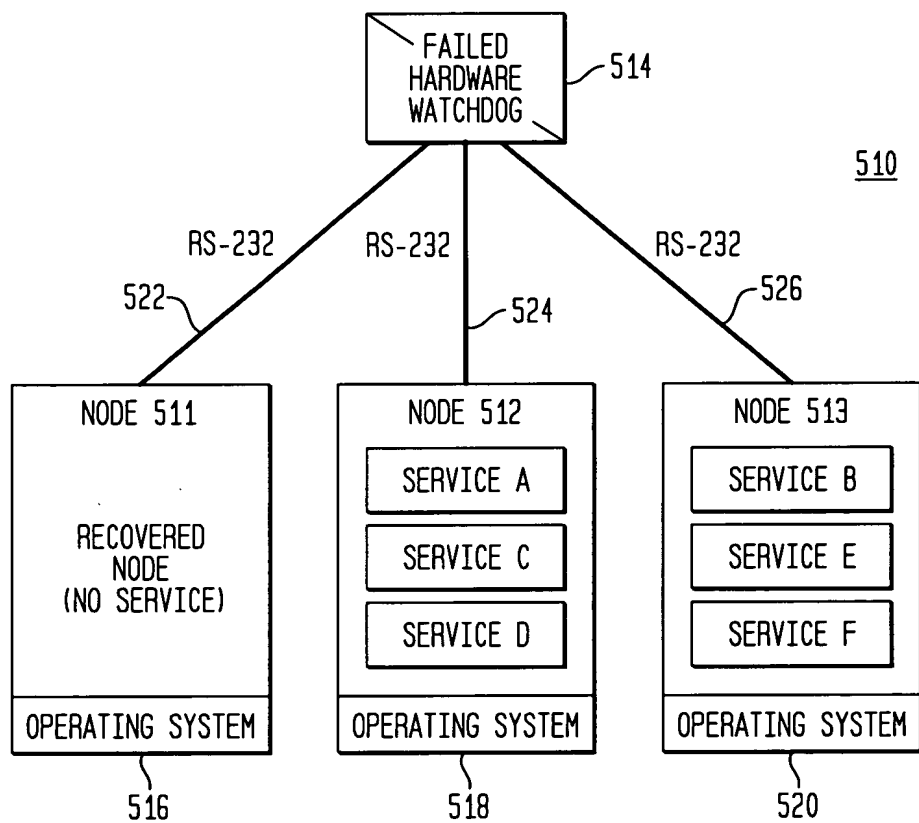 FAILED
HARDWARE
WATCHDOG
514
510
RS-232
RS-232
RS-232
522
524
526
NODE 511
RECOVERED
NODE
(NO SERVICE)
OPERATING SYSTEM
516
NODE 512
SERVICE A
SERVICE C
SERVICE D
OPERATING SYSTEM
518
NODE 513
SERVICE B
SERVICE E
SERVICE F
OPERATING SYSTEM
520